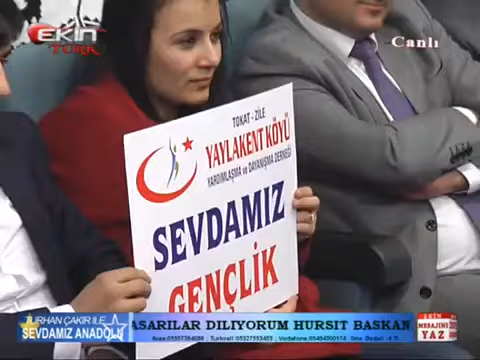 EKİN
TÜRK
Canlı
TOKAT - ZİLE
YAYLAKENT KÖYÜ
YARDIMLAŞMA ve DAYANIŞMA DERNEĞİ
SEVDAMIZ
GENÇLİK
TURHAN ÇAKIR İLE
SEVDAMIZ ANADOLU
ASARILAR DILIYORUM HURSIT BASKAN
EKİN
MESAJINI
YAZ